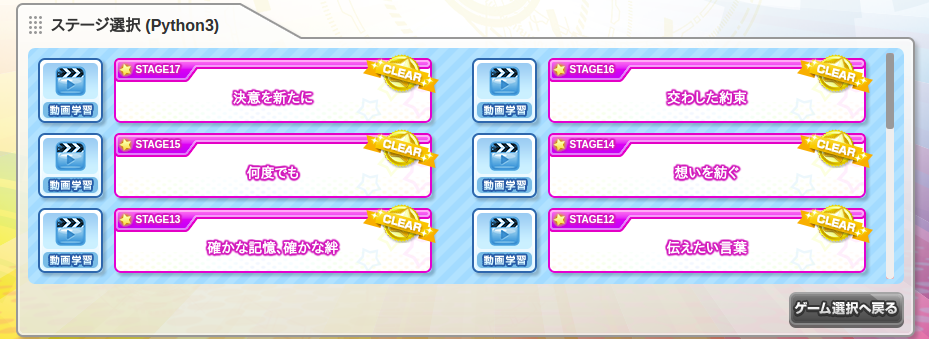 ステージ選択 (Python3)
STAGE17
CLEAR
動画学習
決意を新たに
STAGE16
CLEAR
動画学習
交わした約束
STAGE15
CLEAR
動画学習
何度でも
STAGE14
CLEAR
動画学習
想いを紡ぐ
STAGE13
CLEAR
動画学習
確かな記憶、確かな絆
STAGE12
CLEAR
動画学習
伝えたい言葉
ゲーム選択へ戻る